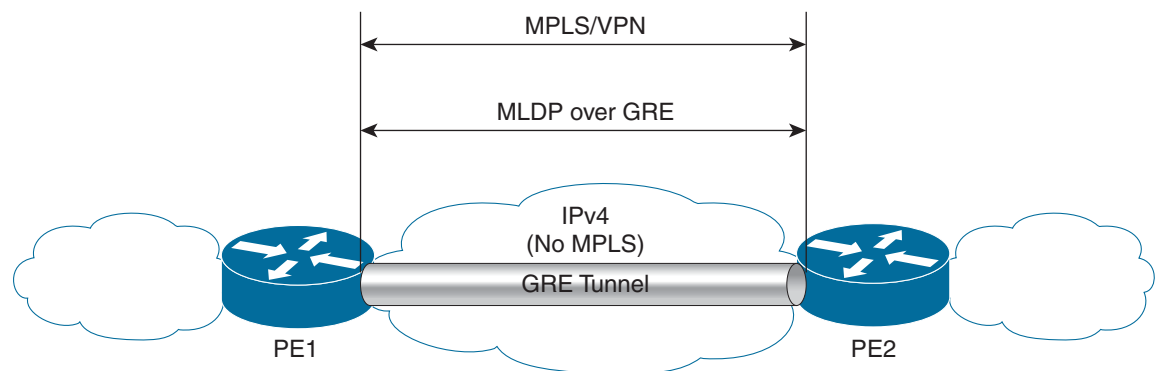 MPLS/VPN
MLDP over GRE
IPv4
(No MPLS)
GRE Tunnel
PE1
PE2